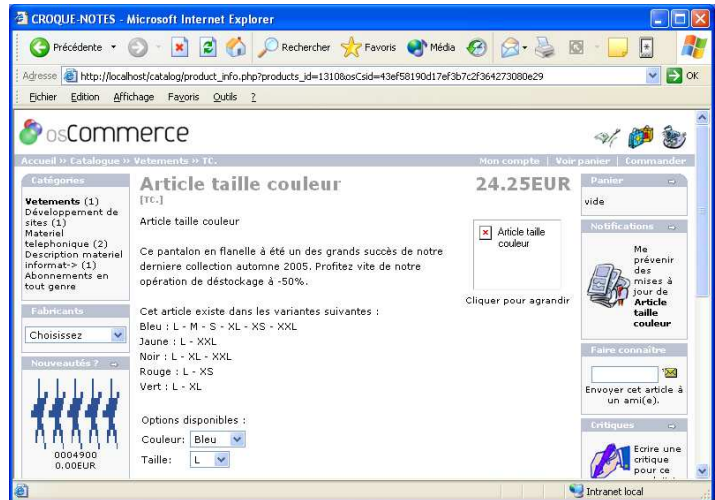 CROQUE-NOTES - Microsoft Internet Explorer
Précédente
Rechercher
Favoris
Média
Adresse
http://localhost/catalog/product_info.php?products_id=1310&osCsid=43ef58190d17ef3b7c2f364273080e29
OK
Fichier Edition Affichage Favoris Outils ?
osCommerce
Accueil » Catalogue » Vetements » TC.
Mon compte | Voir panier | Commander
Catégories
Vetements (1)
Développement de
sites (1)
Materiel
telephonique (2)
Description materiel
informat-> (1)
Abonnements en
tout genre
Fabricants
Choisissez
Nouveautés ?
0004900
0.00EUR
Article taille couleur
24.25EUR
[TC.]
Article taille couleur
Article taille
couleur
Cliquer pour agrandir
Ce pantalon en flanelle à été un des grands succès de notre
derniere collection automne 2005. Profitez vite de notre
opération de déstockage à -50%.
Cet article existe dans les variantes suivantes :
Bleu : L - M - S - XL - XS - XXL
Jaune : L - XXL
Noir : L - XL - XXL
Rouge : L - XS
Vert : L - XL
Options disponibles :
Couleur: Bleu
Taille: L
Panier
vide
Notifications
Me
prévenir
des
mises à
jour de
Article
taille
couleur
Faire connaître
Envoyer cet article à
un ami(e).
Critiques
Ecrire une
critique
pour ce
Intranet local